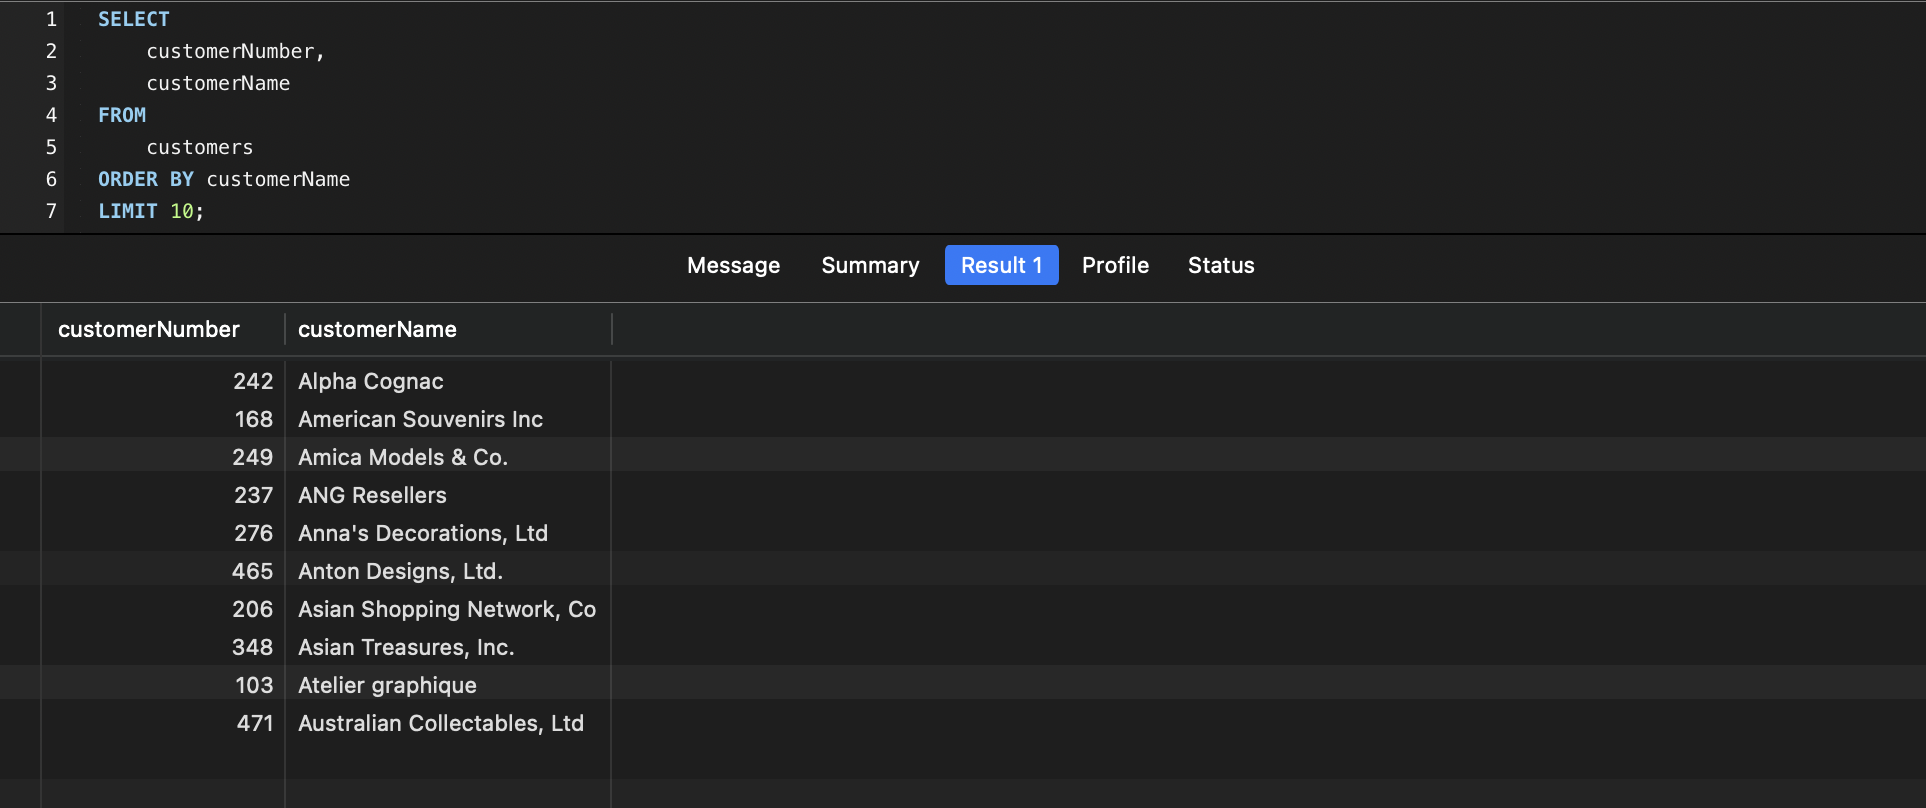 1 SELECT
2 customerNumber,
3 customerName
4 FROM
5 customers
6 ORDER BY customerName
7 LIMIT 10;
Message Summary Result 1 Profile Status
customerNumber customerName
242 Alpha Cognac
168 American Souvenirs Inc
249 Amica Models & Co.
237 ANG Resellers
276 Anna's Decorations, Ltd
465 Anton Designs, Ltd.
206 Asian Shopping Network, Co
348 Asian Treasures, Inc.
103 Atelier graphique
471 Australian Collectables, Ltd